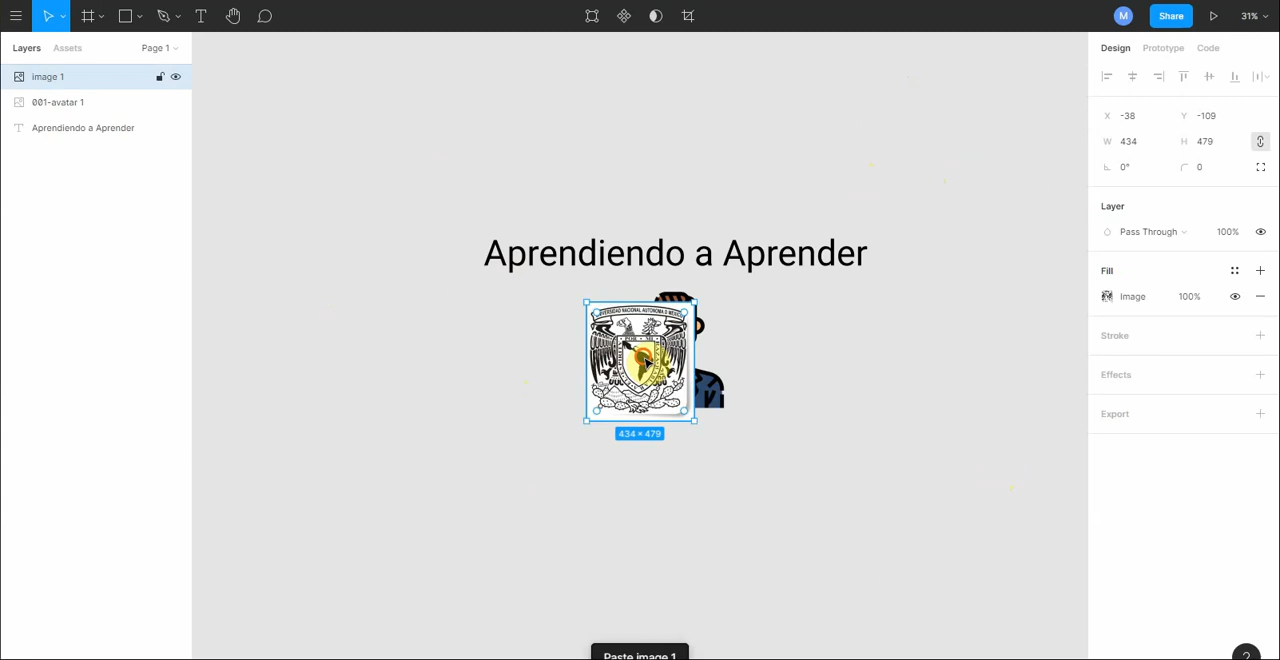 M
Share
31%
Layers
Assets
Page 1
Design
Prototype
Code
image 1
001-avatar 1
Aprendiendo a Aprender
X -38
Y -109
W 434
H 479
0°
0
Layer
Pass Through
100%
Fill
Image
100%
Stroke
Effects
Export
Aprendiendo a Aprender
434 × 479
Paste image 1
?